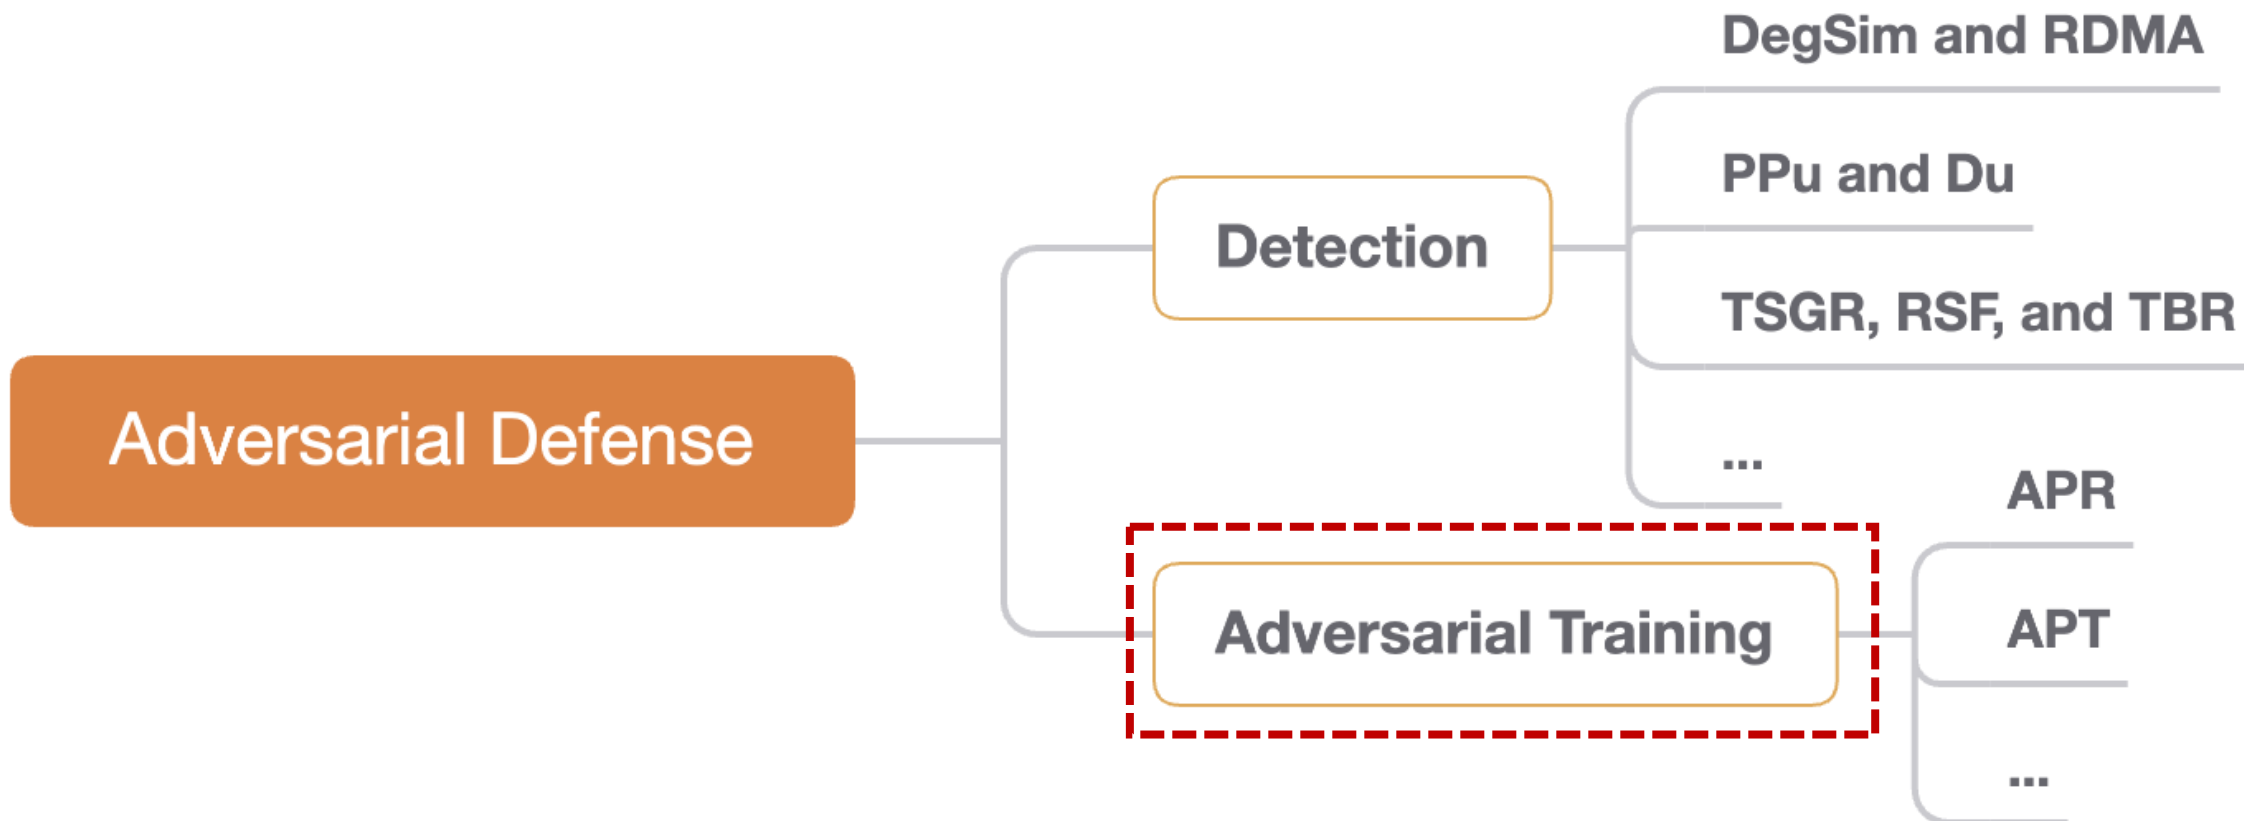 Adversarial Defense
Detection
DegSim and RDMA
PPu and Du
TSGR, RSF, and TBR
...
Adversarial Training
APR
APT
...